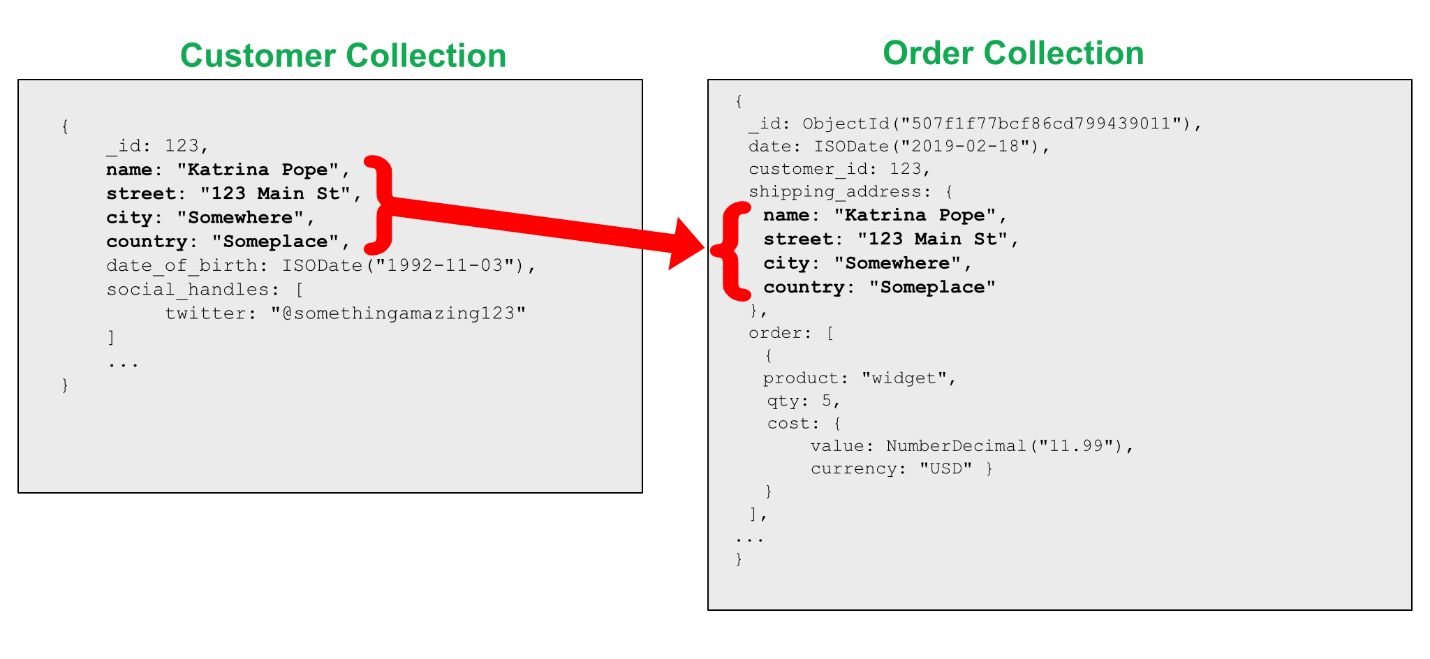 Customer Collection
{
_id: 123,
name: "Katrina Pope",
street: "123 Main St",
city: "Somewhere",
country: "Someplace",
date_of_birth: ISODate("1992-11-03"),
social_handles: [
twitter: "@somethingamazing123"
]
...
}
Order Collection
{
_id: ObjectId("507f1f77bcf86cd799439011"),
date: ISODate("2019-02-18"),
customer_id: 123,
shipping_address: {
name: "Katrina Pope",
street: "123 Main St",
city: "Somewhere",
country: "Someplace"
},
order: [
{
product: "widget",
qty: 5,
cost: {
value: NumberDecimal("11.99"),
currency: "USD" }
}
],
...
}